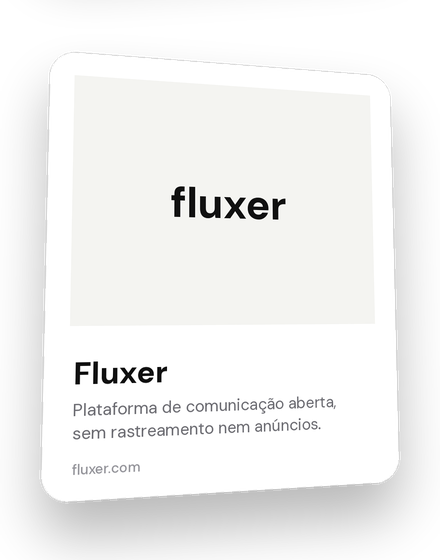 fluxer
Fluxer
Plataforma de comunicação aberta,
sem rastreamento nem anúncios.
fluxer.com